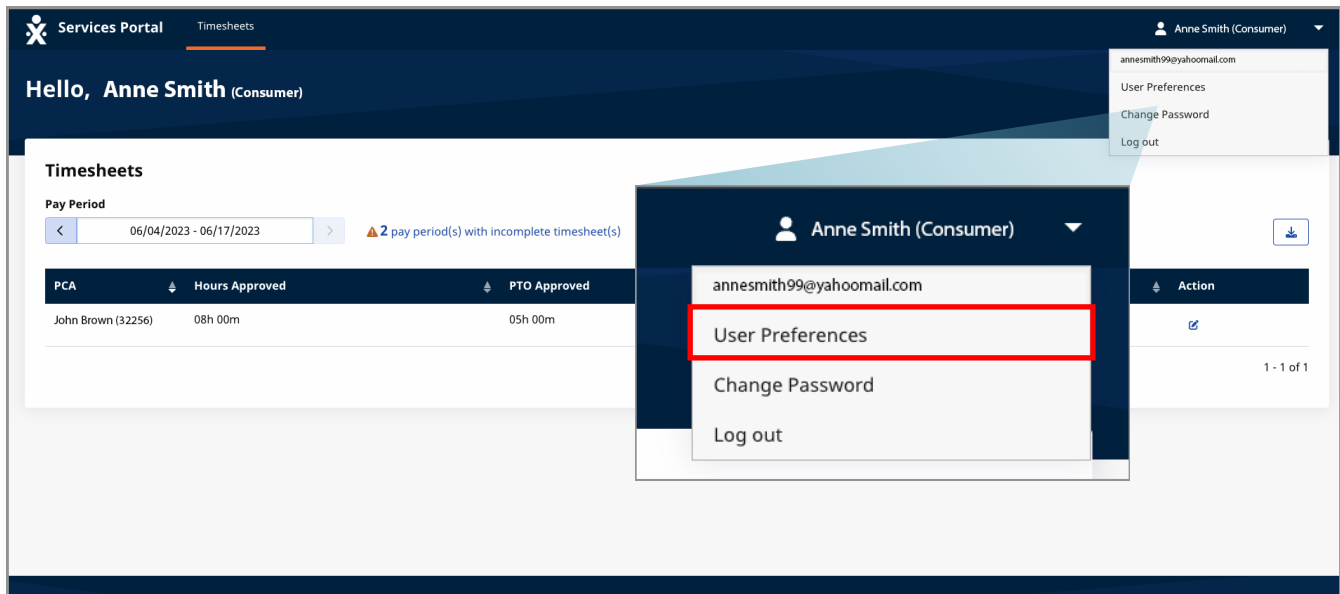 Services Portal
Timesheets
Anne Smith (Consumer)
annesmith99@yahoomail.com
User Preferences
Change Password
Log out
Hello, Anne Smith (Consumer)
Timesheets
Pay Period
06/04/2023 - 06/17/2023
2 pay period(s) with incomplete timesheet(s)
PCA Hours Approved PTO Approved Action
John Brown (32256) 08h 00m 05h 00m
1 - 1 of 1
Anne Smith (Consumer)
annesmith99@yahoomail.com
User Preferences
Change Password
Log out